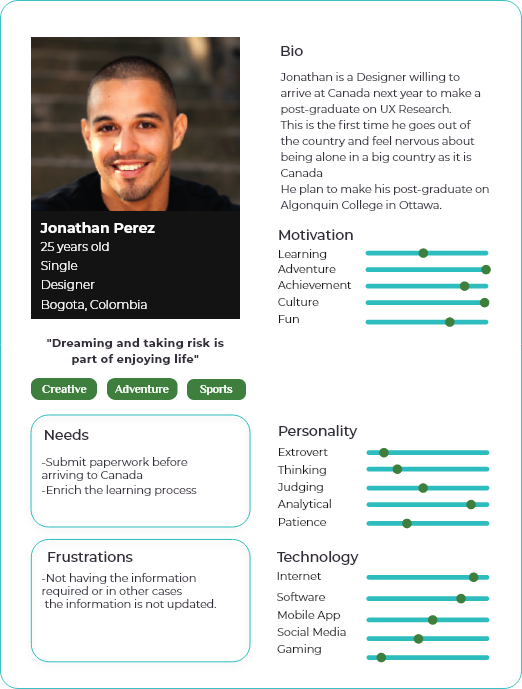 Jonathan Perez
25 years old
Single
Designer
Bogota, Colombia
"Dreaming and taking risk is
part of enjoying life"
Creative
Adventure
Sports
Needs
-Submit paperwork before
arriving to Canada
-Enrich the learning process
Frustrations
-Not having the information
required or in other cases
the information is not updated.
Bio
Jonathan is a Designer willing to
arrive at Canada next year to make a
post-graduate on UX Research.
This is the first time he goes out of
the country and feel nervous about
being alone in a big country as it is
Canada
He plan to make his post-graduate on
Algonquin College in Ottawa.
Motivation
Learning
Adventure
Achievement
Culture
Fun
Personality
Extrovert
Thinking
Judging
Analytical
Patience
Technology
Internet
Software
Mobile App
Social Media
Gaming